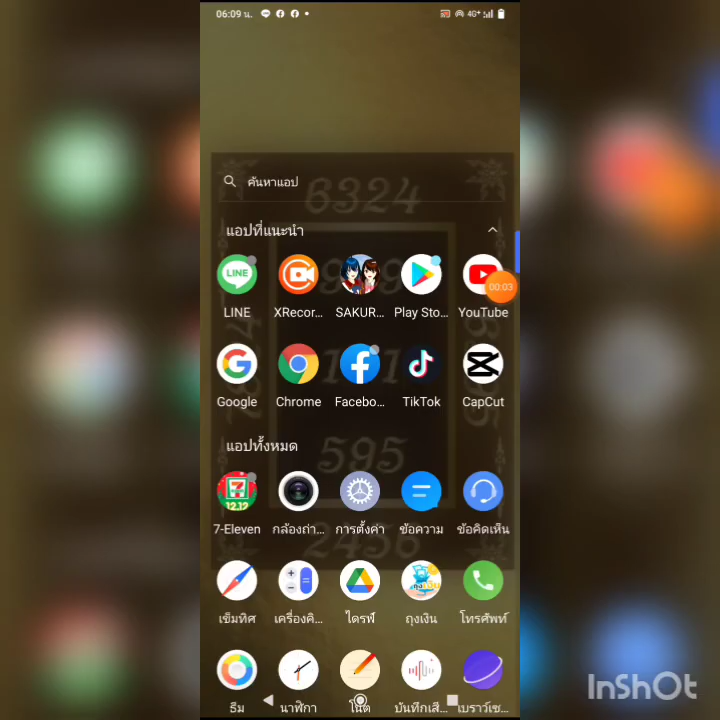 06:09 น. 4G+
6324
ค้นหาแอป
แอปที่แนะนำ
LINE
00:03
LINE XRecor... SAKUR... Play Sto... YouTube
Google Chrome Facebo... TikTok CapCut
595
แอปทั้งหมด
12.12
7-Eleven กล้องถ่า... การตั้งค่า ข้อความ ข้อคิดเห็น
2456
เข็มทิศ เครื่องคิ... ไดรฟ์ ถุงเงิน โทรศัพท์
ธีม นาฬิกา โน้ต บันทึกเสี... เบราว์เซ...
InShOt